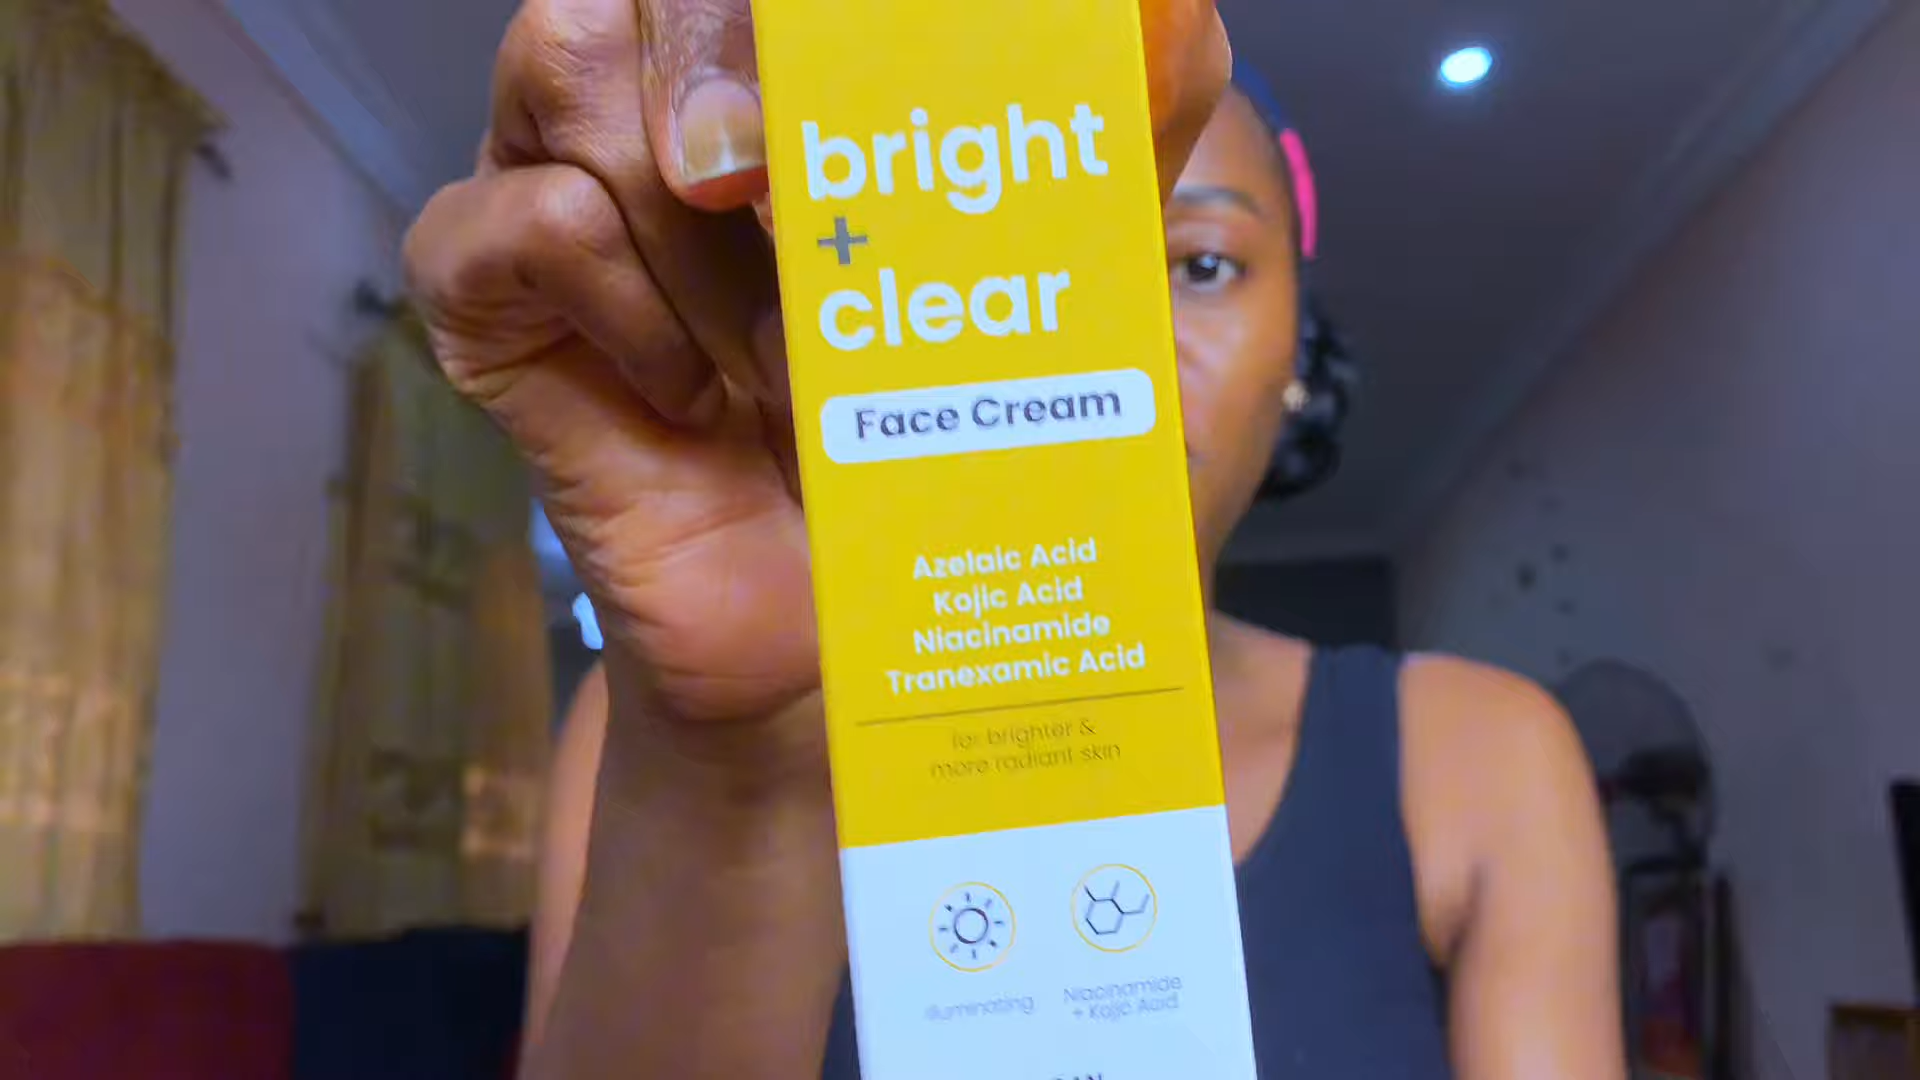 bright
+
clear
Face Cream
Azelaic Acid
Kojic Acid
Niacinamide
Tranexamic Acid
for brighter &
more radiant skin
illuminating
Niacinamide
+ Kojic Acid